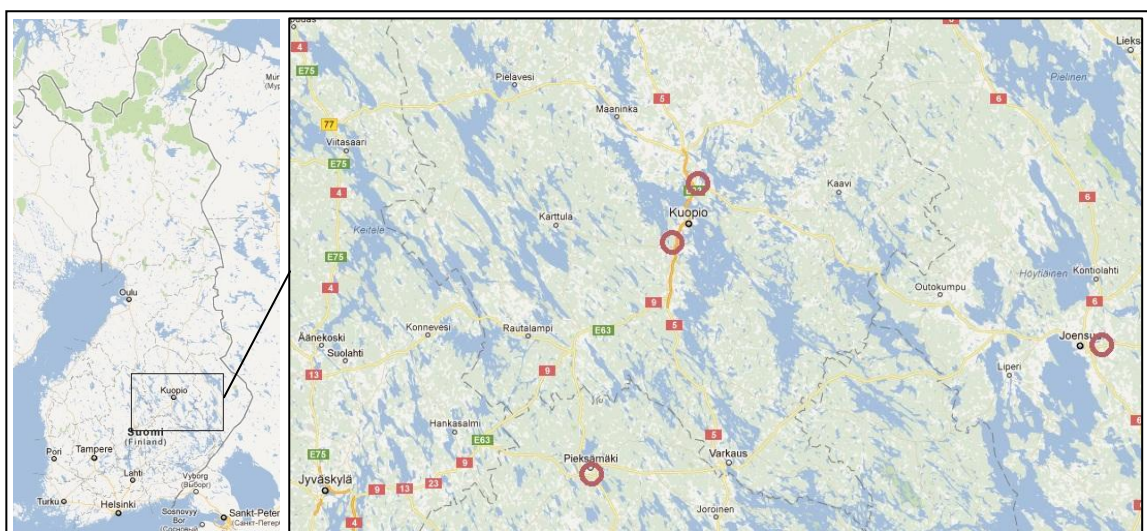 Oulu
Kuopio
Suomi
(Finland)
Pori
Tampere
Lahti
Turku
Helsinki
Vyborg
(Выборг)
Sosnovyy
Bor
Sankt-Peter
(Санкт-Петер
4
E75
Pielavesi
5
Maaninka
6
Lieks
Pielinen
77
Viitasaari
E75
4
Kaavi
6
Karttula
Kuopio
Keitele
E75
4
Höytiäinen
Kontiolahti
Outokumpu
9
6
Äänekoski
Konnevesi
Rautalampi
E63
5
Joensuu
Suolahti
13
9
Liperi
6
Hankasalmi
E63
5
E75
9
Pieksämäki
Varkaus
Jyväskylä
9
13
23
4
Joroinen
6